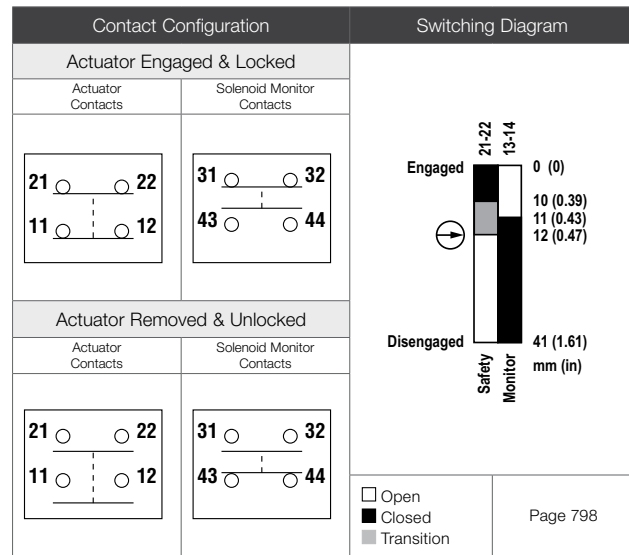 Contact Configuration
Switching Diagram
Actuator Engaged & Locked
Actuator
Contacts
Solenoid Monitor
Contacts
21 22
11 12
31 32
43 44
Actuator Removed & Unlocked
Actuator
Contacts
Solenoid Monitor
Contacts
21 22
11 12
31 32
43 44
21-22
13-14
Engaged
0 (0)
10 (0.39)
11 (0.43)
12 (0.47)
Disengaged
41 (1.61)
mm (in)
Safety
Monitor
Open
Closed
Transition
Page 798